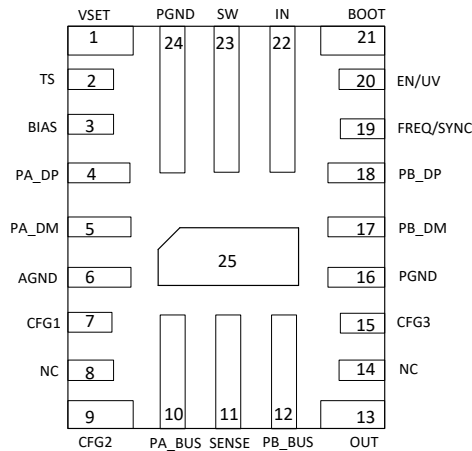 VSET PGND SW IN BOOT
1 24 23 22 21
TS 2 20 EN/UV
BIAS 3 19 FREQ/SYNC
PA_DP 4 18 PB_DP
PA_DM 5 17 PB_DM
25
AGND 6 16 PGND
CFG1 7 15 CFG3
NC 8 14 NC
9 10 11 12 13
CFG2 PA_BUS SENSE PB_BUS OUT